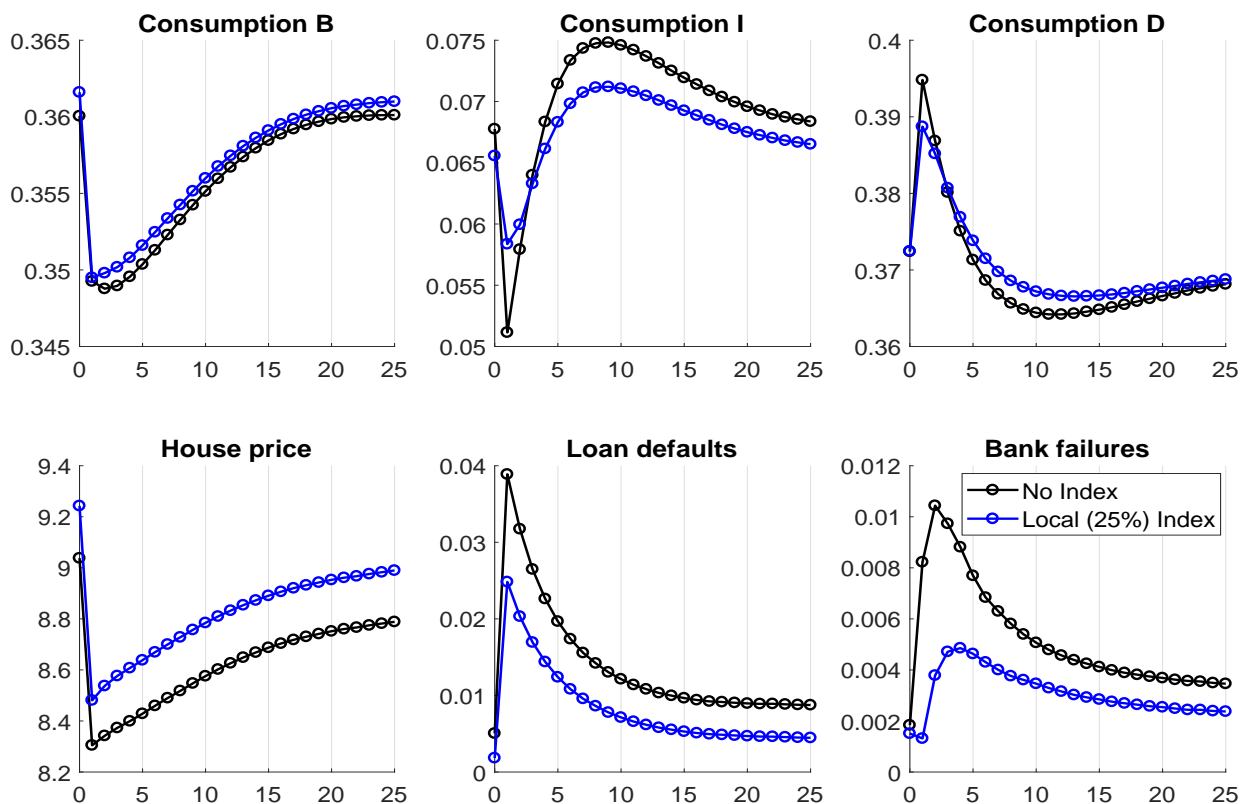 Consumption B
Consumption I
Consumption D
0.365
0.36
0.355
0.35
0.345
0 5 10 15 20 25
0.075
0.07
0.065
0.06
0.055
0.05
0 5 10 15 20 25
0.4
0.39
0.38
0.37
0.36
0 5 10 15 20 25
House price
Loan defaults
Bank failures
9.4
9.2
9
8.8
8.6
8.4
8.2
0 5 10 15 20 25
0.04
0.03
0.02
0.01
0
0 5 10 15 20 25
0.012
0.01
0.008
0.006
0.004
0.002
0
0 5 10 15 20 25
No Index
Local (25%) Index